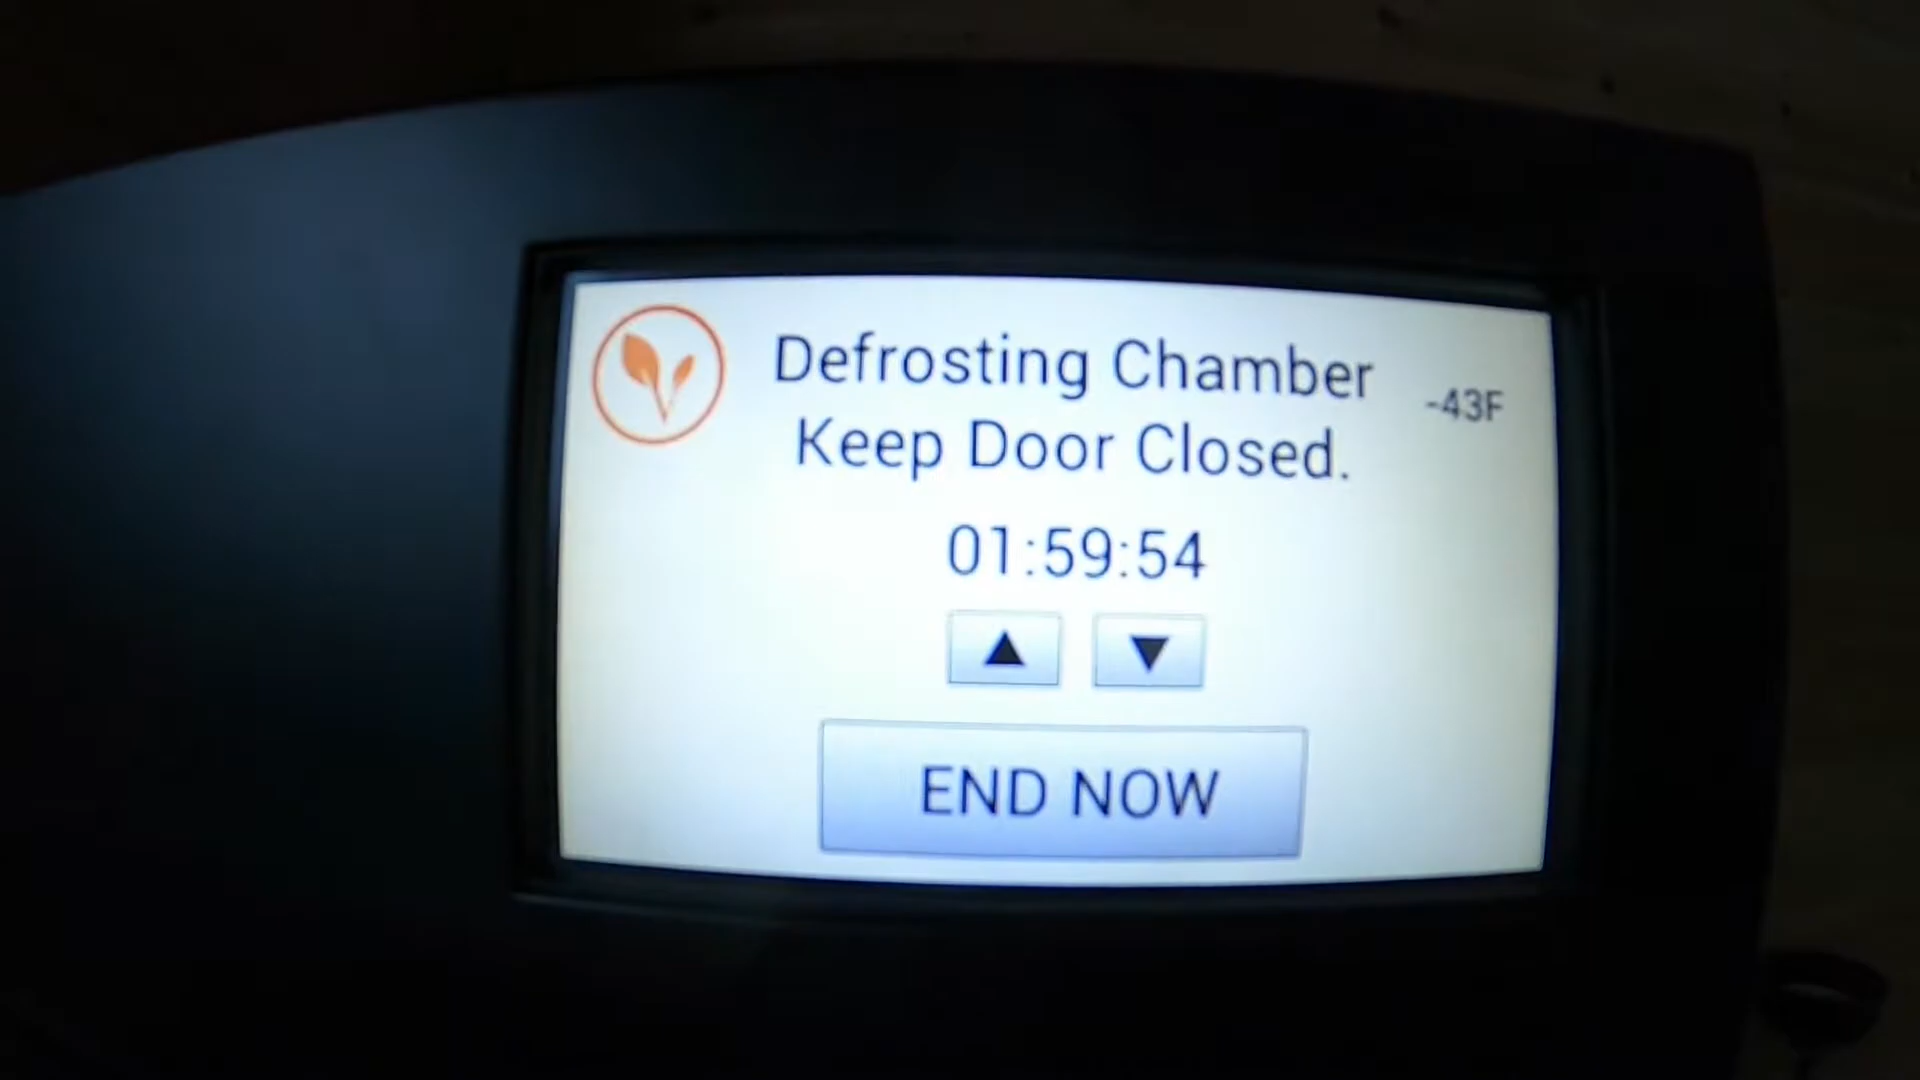 Defrosting Chamber
Keep Door Closed.
-43F
01:59:54
END NOW